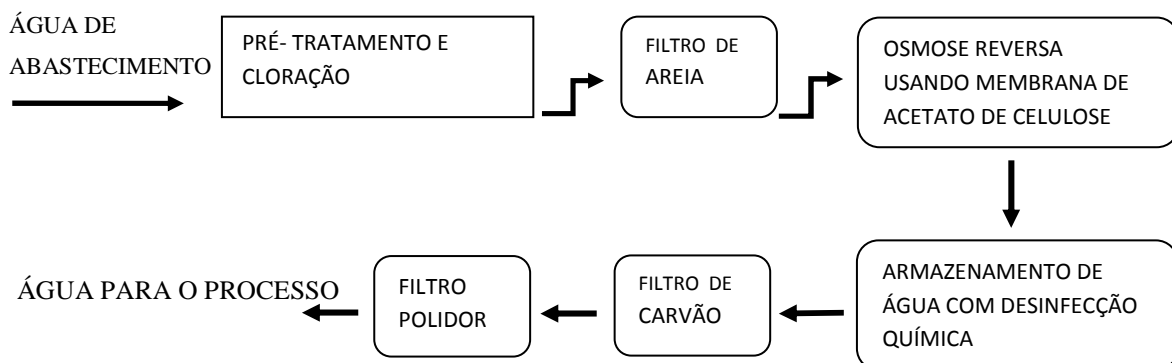 ÁGUA DE
ABASTECIMENTO
PRÉ- TRATAMENTO E
CLORAÇÃO
FILTRO DE
AREIA
OSMOSE REVERSA
USANDO MEMBRANA DE
ACETATO DE CELULOSE
ARMAZENAMENTO DE
ÁGUA COM DESINFECÇÃO
QUÍMICA
FILTRO DE
CARVÃO
FILTRO
POLIDOR
ÁGUA PARA O PROCESSO